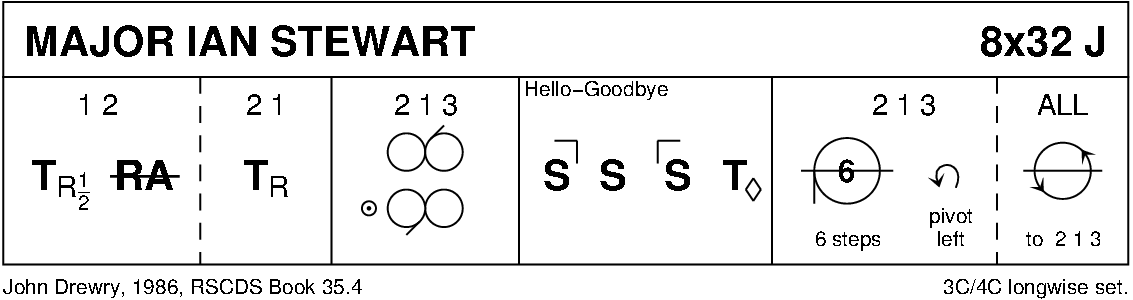 MAJOR IAN STEWART 8x32 J
1 2 2 1 2 1 3 Hello–Goodbye 2 1 3 ALL
TR½ RA TR S S S T 6
pivot left
6 steps to 2 1 3
John Drewry, 1986, RSCDS Book 35.4 3C/4C longwise set.